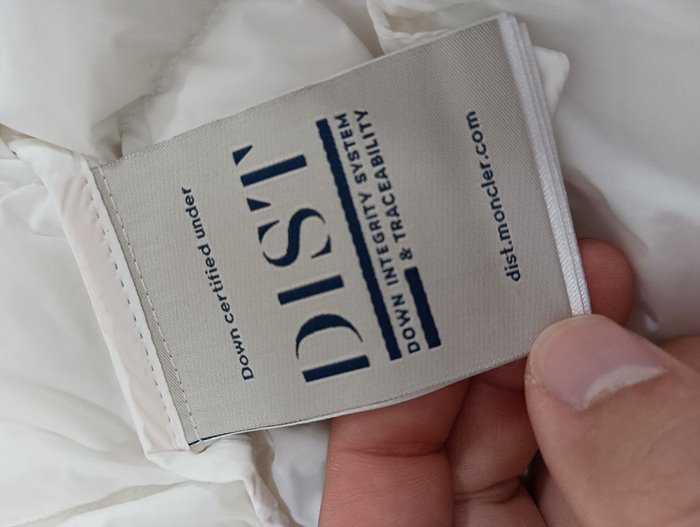 Down certified under
DIST
DOWN INTEGRITY SYSTEM
& TRACEABILITY
dist.moncler.com